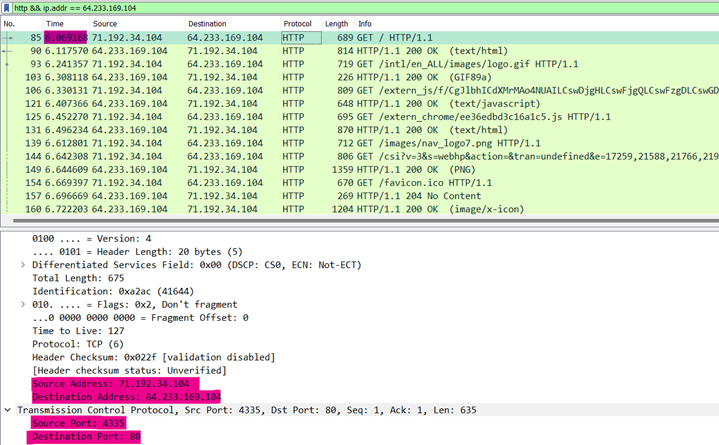 http && ip.addr == 64.233.169.104
No. Time Source Destination Protocol Length Info
85 6.069168 71.192.34.104 64.233.169.104 HTTP 689 GET / HTTP/1.1
90 6.117570 64.233.169.104 71.192.34.104 HTTP 814 HTTP/1.1 200 OK (text/html)
93 6.241357 71.192.34.104 64.233.169.104 HTTP 719 GET /intl/en_ALL/images/logo.gif HTTP/1.1
103 6.308118 64.233.169.104 71.192.34.104 HTTP 226 HTTP/1.1 200 OK (GIF89a)
106 6.330131 71.192.34.104 64.233.169.104 HTTP 809 GET /extern_js/f/CgJlbhICdXMrMAo4NUAILCswDjgHLCswFjgQLCswFzgDLCswGD
121 6.407366 64.233.169.104 71.192.34.104 HTTP 648 HTTP/1.1 200 OK (text/javascript)
125 6.452270 71.192.34.104 64.233.169.104 HTTP 695 GET /extern_chrome/ee36edbd3c16a1c5.js HTTP/1.1
131 6.496234 64.233.169.104 71.192.34.104 HTTP 870 HTTP/1.1 200 OK (text/html)
139 6.612801 71.192.34.104 64.233.169.104 HTTP 712 GET /images/nav_logo7.png HTTP/1.1
144 6.642308 71.192.34.104 64.233.169.104 HTTP 806 GET /csi?v=3&s=webhp&action=&tran=undefined&e=17259,21588,21766,219
149 6.644609 64.233.169.104 71.192.34.104 HTTP 1359 HTTP/1.1 200 OK (PNG)
154 6.669397 71.192.34.104 64.233.169.104 HTTP 670 GET /favicon.ico HTTP/1.1
157 6.696669 64.233.169.104 71.192.34.104 HTTP 269 HTTP/1.1 204 No Content
160 6.722203 64.233.169.104 71.192.34.104 HTTP 1204 HTTP/1.1 200 OK (image/x-icon)
0100 .... = Version: 4
.... 0101 = Header Length: 20 bytes (5)
Differentiated Services Field: 0x00 (DSCP: CS0, ECN: Not-ECT)
Total Length: 675
Identification: 0xa2ac (41644)
010. .... = Flags: 0x2, Don't fragment
...0 0000 0000 0000 = Fragment Offset: 0
Time to Live: 127
Protocol: TCP (6)
Header Checksum: 0x022f [validation disabled]
[Header checksum status: Unverified]
Source Address: 71.192.34.104
Destination Address: 64.233.169.104
Transmission Control Protocol, Src Port: 4335, Dst Port: 80, Seq: 1, Ack: 1, Len: 635
Source Port: 4335
Destination Port: 80